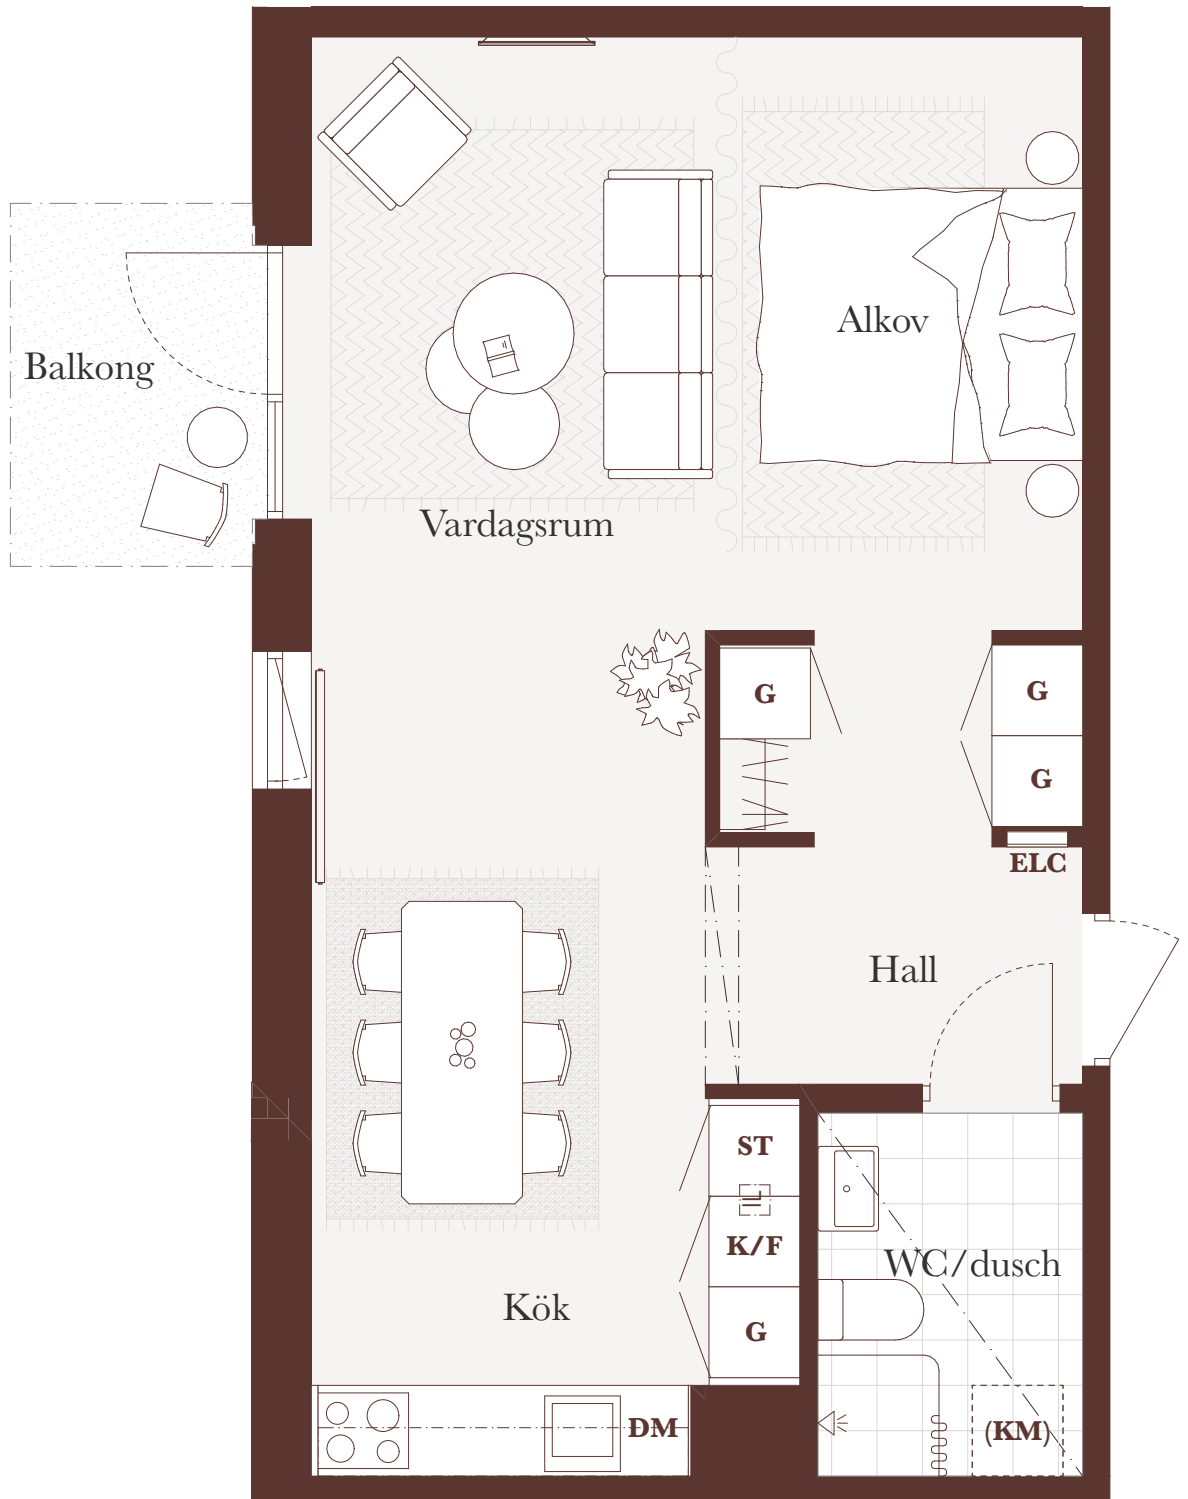 Alkov
Balkong
Vardagsrum
G
G
G
ELC
Hall
ST
K/F
WC/dusch
Kök
G
DM
(KM)